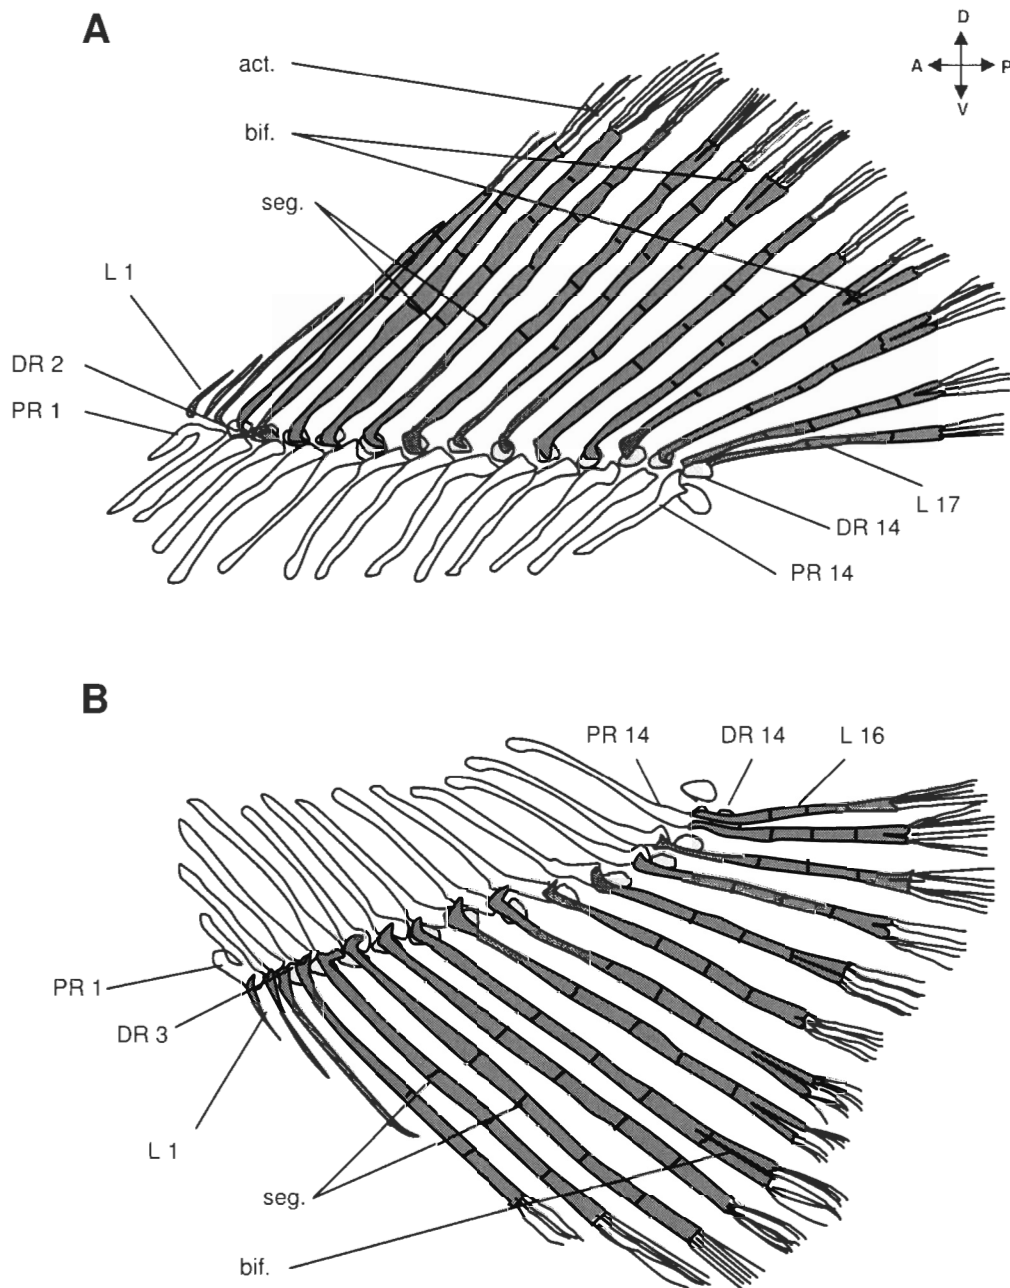 A
D
A
P
V
act.
bif.
seg.
L 1
DR 2
PR 1
L 17
DR 14
PR 14
B
PR 14
DR 14
L 16
PR 1
DR 3
L 1
seg.
bif.